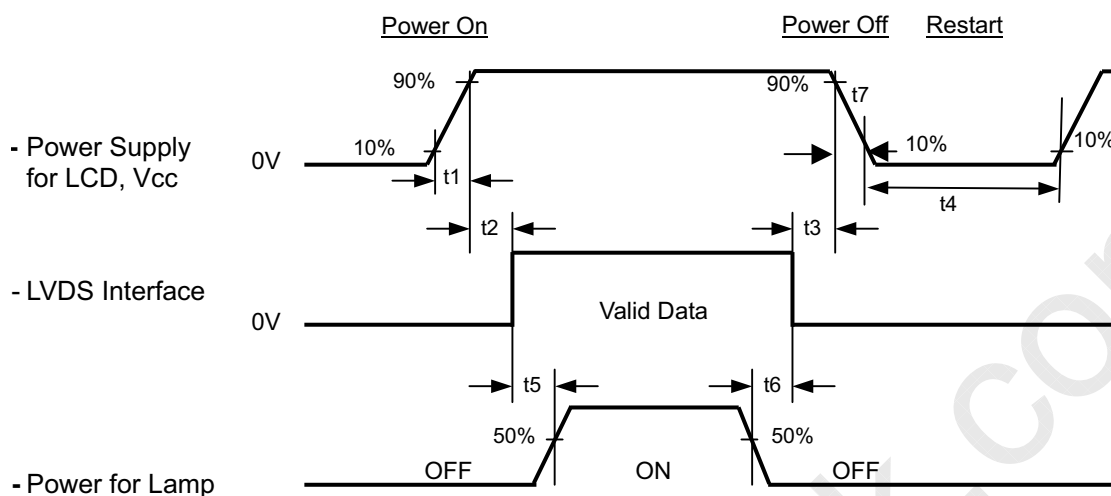 Power On
Power Off
Restart
90%
90%
t7
- Power Supply
for LCD, Vcc
0V
10%
10%
10%
t1
t4
t2
t3
- LVDS Interface
0V
Valid Data
t5
t6
50%
50%
- Power for Lamp
OFF
ON
OFF